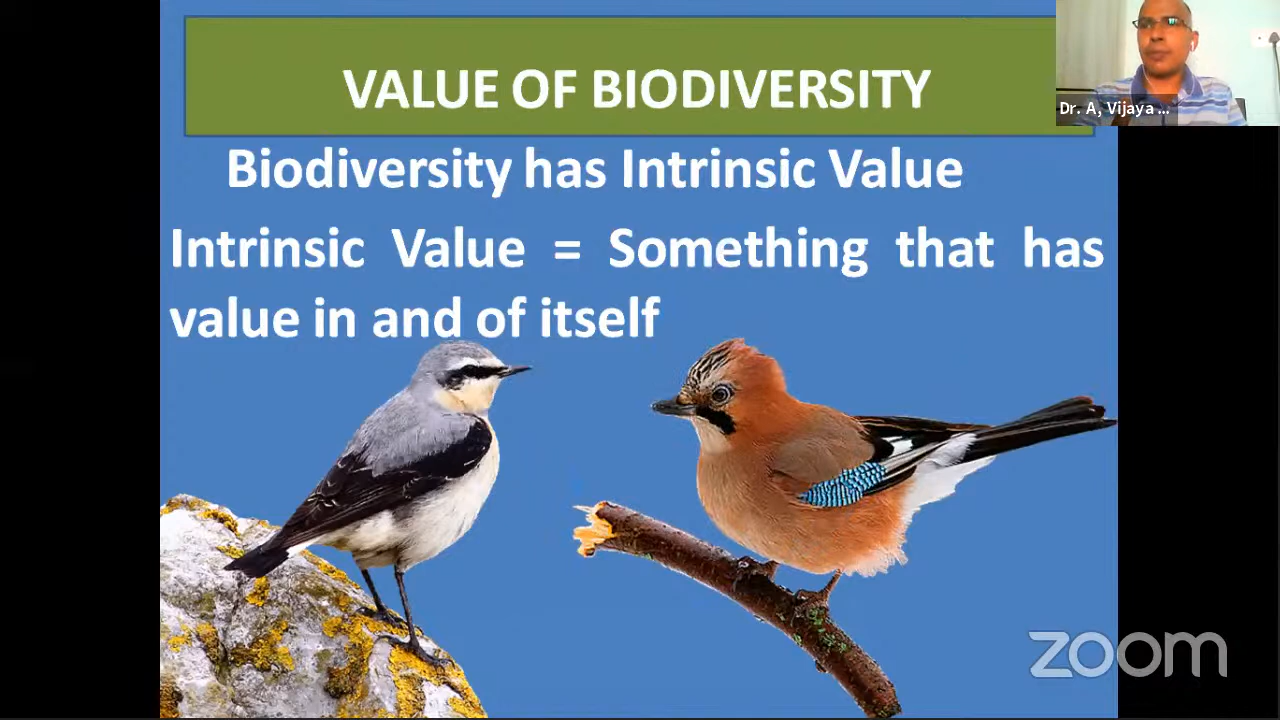 VALUE OF BIODIVERSITY
Dr. A, Vijaya ...
Biodiversity has Intrinsic Value
Intrinsic Value = Something that has
value in and of itself
zoom